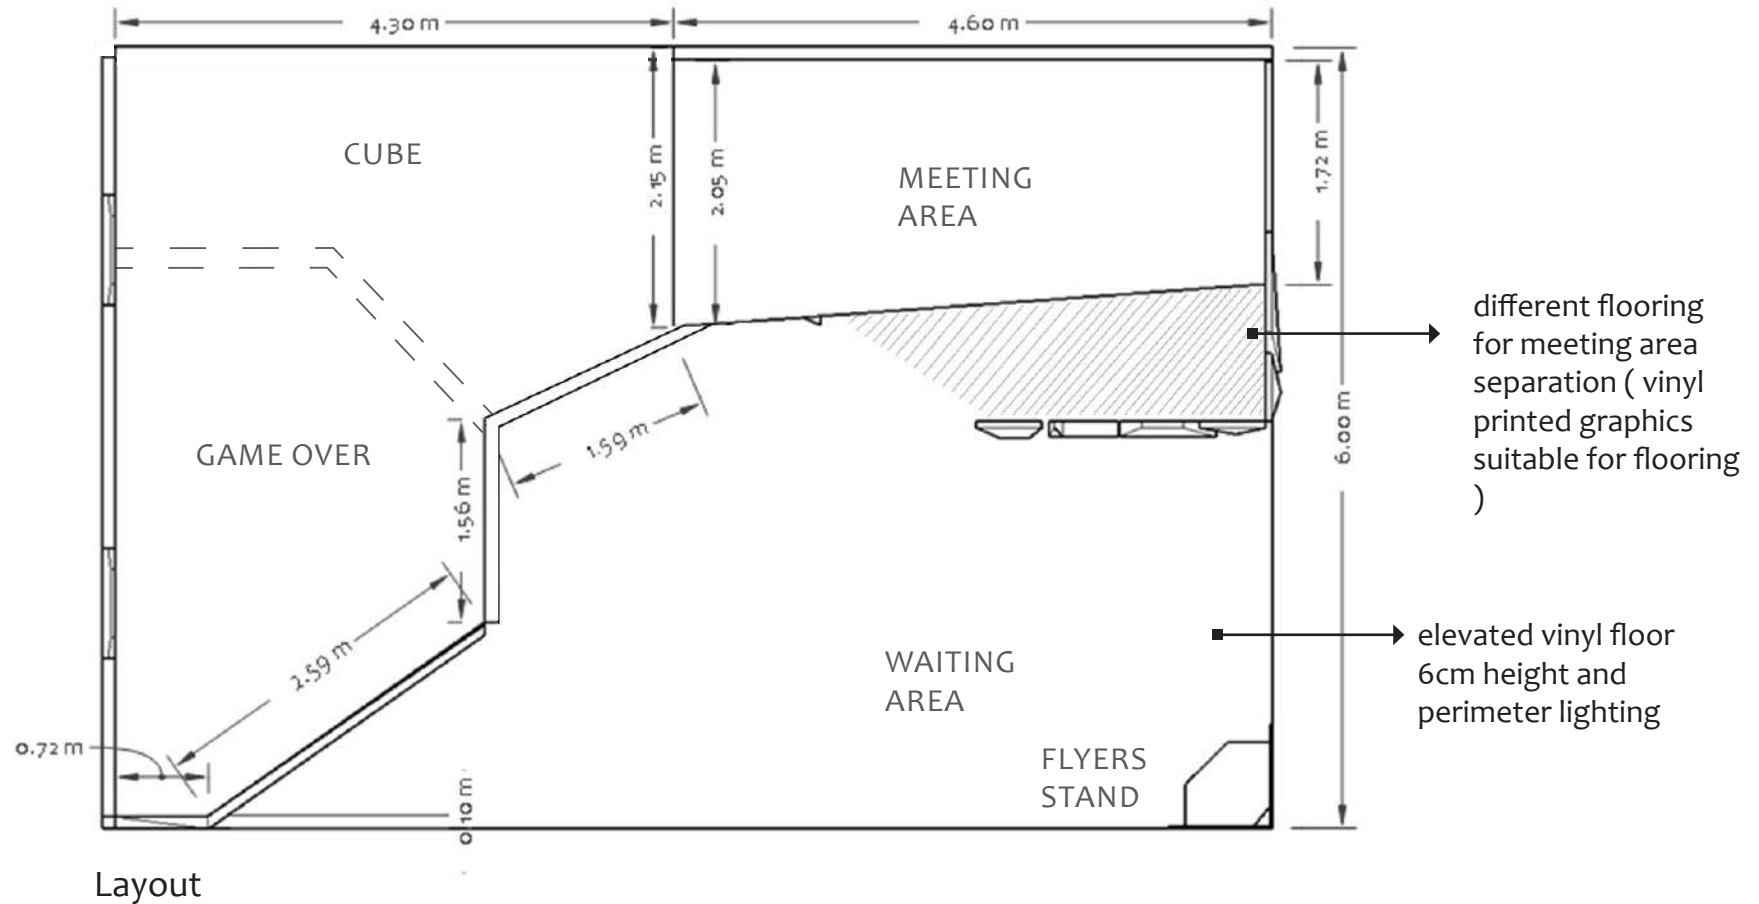 4.30 m
4.60 m
CUBE
2.15 m
2.05 m
MEETING
AREA
1.72 m
different flooring
for meeting area
separation ( vinyl
printed graphics
suitable for flooring
)
6.00 m
GAME OVER
1.59 m
1.56 m
2.59 m
WAITING
AREA
elevated vinyl floor
6cm height and
perimeter lighting
0.72 m
FLYERS
STAND
0.10 m
Layout